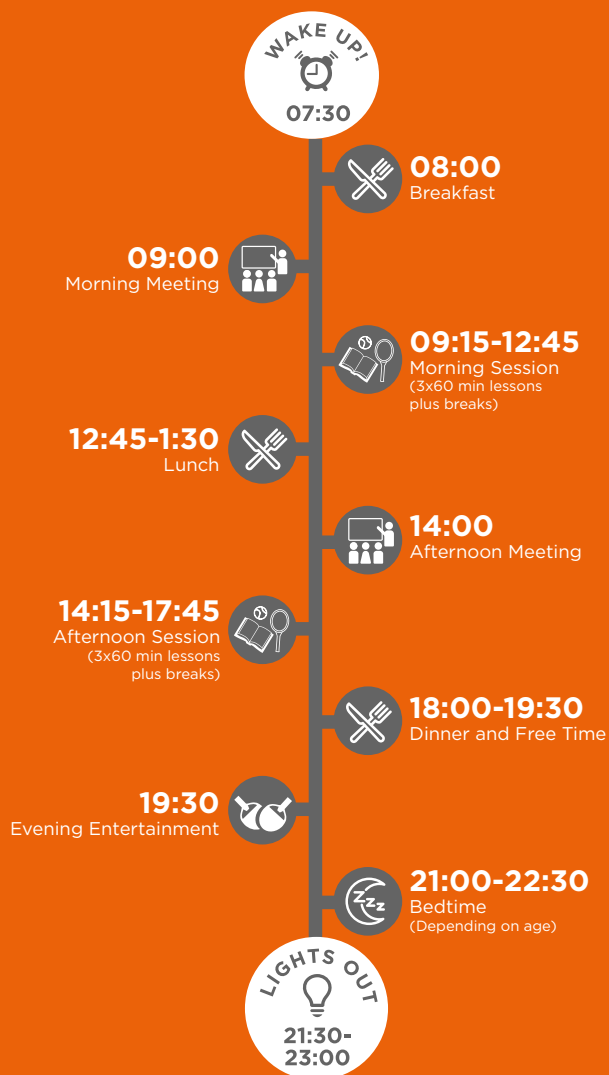 WAKE UP!
07:30
08:00
Breakfast
09:00
Morning Meeting
09:15-12:45
Morning Session
(3x60 min lessons
plus breaks)
12:45-1:30
Lunch
14:00
Afternoon Meeting
14:15-17:45
Afternoon Session
(3x60 min lessons
plus breaks)
18:00-19:30
Dinner and Free Time
19:30
Evening Entertainment
21:00-22:30
Bedtime
(Depending on age)
zzz
LIGHTS OUT
21:30-
23:00